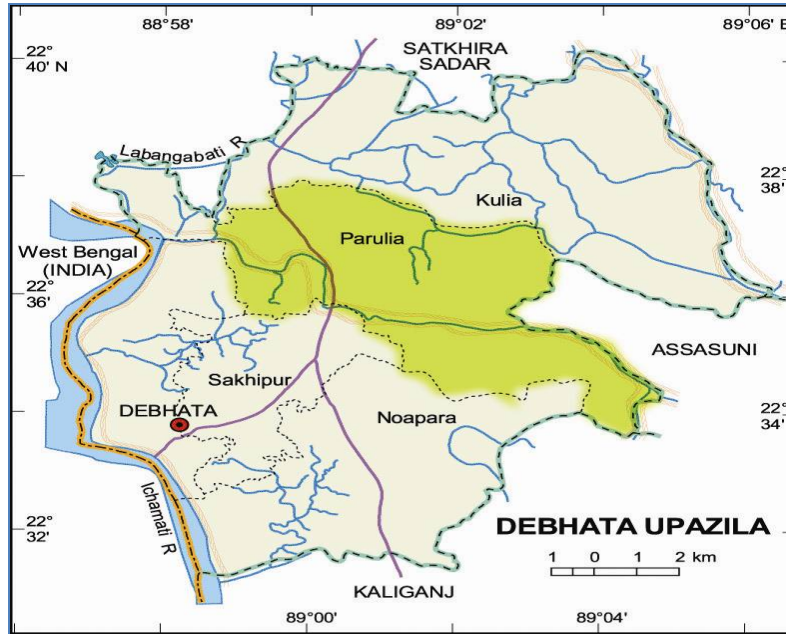 88°58'
89°02'
89°06' E
22°
40' N
SATKHIRA
SADAR
Labangabati R
22°
38'
Kulia
Parulia
West Bengal
(INDIA)
22°
36'
ASSASUNI
Sakhipur
DEBHATA
Noapara
22°
34'
Ichamati R
22°
32'
DEBHATA UPAZILA
1 0 1 2 km
KALIGANJ
89°00'
89°04'